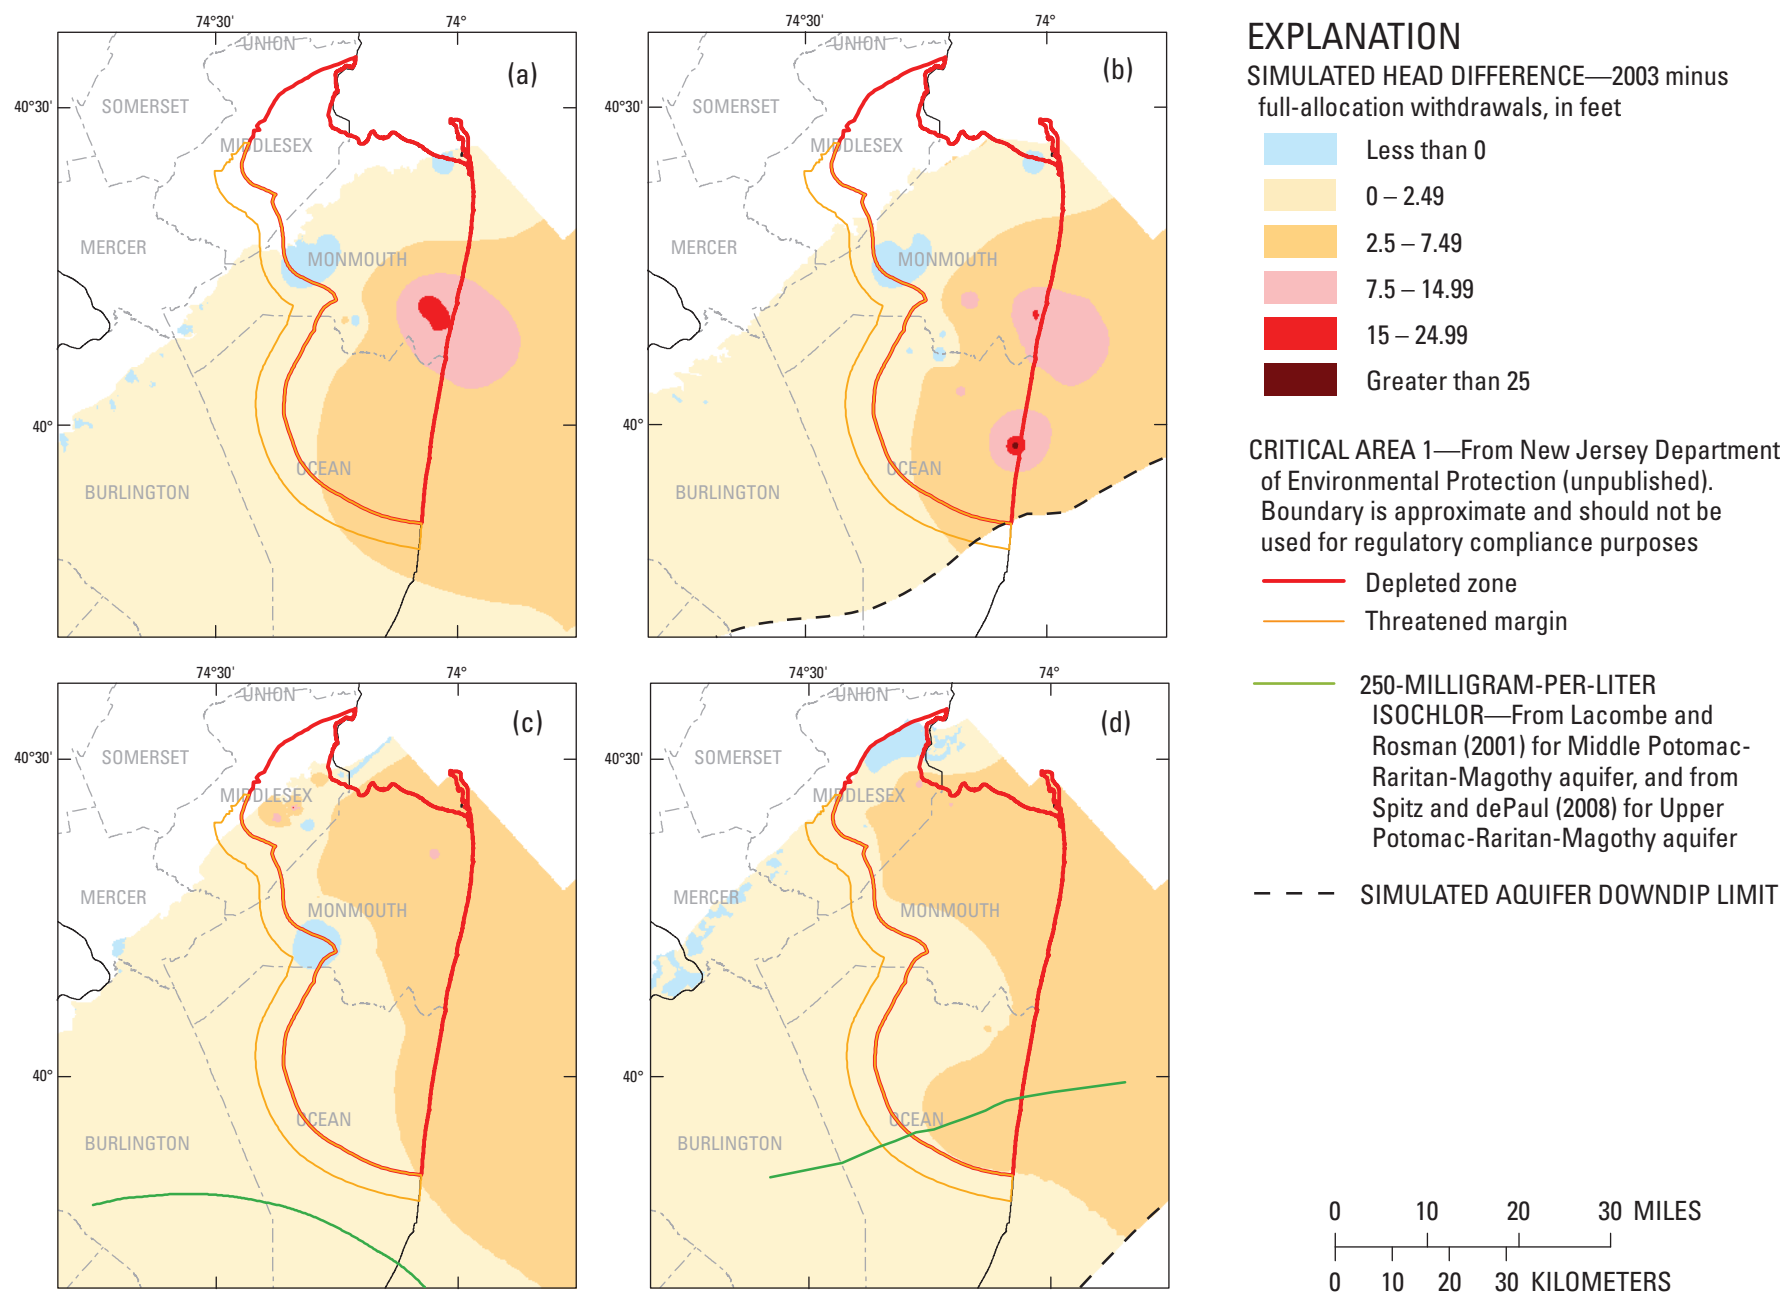 74°30'
74°
40°30'
40°
(a)
UNION
SOMERSET
MIDDLESEX
MERCER
MONMOUTH
OCEAN
BURLINGTON
74°30'
74°
40°30'
40°
(b)
UNION
SOMERSET
MIDDLESEX
MERCER
MONMOUTH
OCEAN
BURLINGTON
74°30'
74°
40°30'
40°
(c)
UNION
SOMERSET
MIDDLESEX
MERCER
MONMOUTH
OCEAN
BURLINGTON
74°30'
74°
40°30'
40°
(d)
UNION
SOMERSET
MIDDLESEX
MERCER
MONMOUTH
OCEAN
BURLINGTON
EXPLANATION
SIMULATED HEAD DIFFERENCE—2003 minus
full-allocation withdrawals, in feet
Less than 0
0 – 2.49
2.5 – 7.49
7.5 – 14.99
15 – 24.99
Greater than 25
CRITICAL AREA 1—From New Jersey Department
of Environmental Protection (unpublished).
Boundary is approximate and should not be
used for regulatory compliance purposes
Depleted zone
Threatened margin
250-MILLIGRAM-PER-LITER
ISOCHLOR—From Lacombe and
Rosman (2001) for Middle Potomac-
Raritan-Magothy aquifer, and from
Spitz and dePaul (2008) for Upper
Potomac-Raritan-Magothy aquifer
SIMULATED AQUIFER DOWNDIP LIMIT
0 10 20 30 MILES
0 10 20 30 KILOMETERS